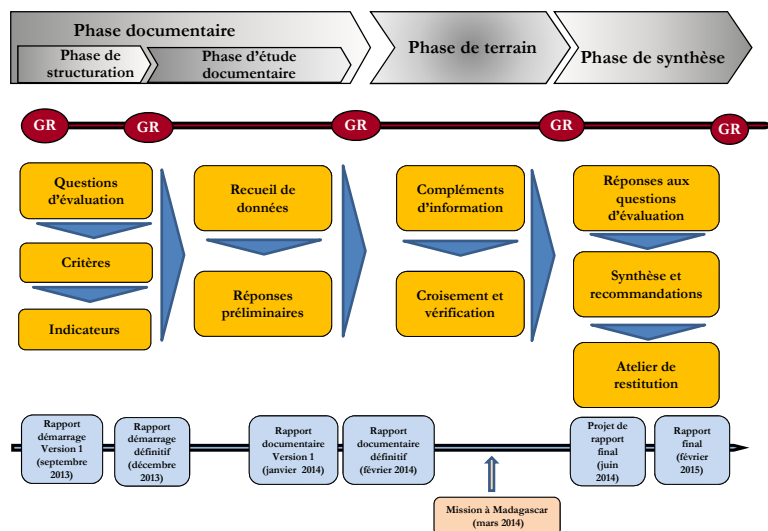 Phase documentaire
Phase de
structuration
Phase d'étude
documentaire
Phase de terrain
Phase de synthèse
GR
GR
GR
GR
GR
Questions
d'évaluation
Critères
Indicateurs
Recueil de
données
Réponses
préliminaires
Compléments
d'information
Croisement et
vérification
Réponses aux
questions
d'évaluation
Synthèse et
recommandations
Atelier de
restitution
Rapport
démarrage
Version 1
(septembre
2013)
Rapport
démarrage
définitif
(décembre
2013)
Rapport
documentaire
Version 1
(janvier 2014)
Rapport
documentaire
définitif
(février 2014)
Projet de
rapport
final
(juin
2014)
Rapport
final
(février
2015)
Mission à Madagascar
(mars 2014)